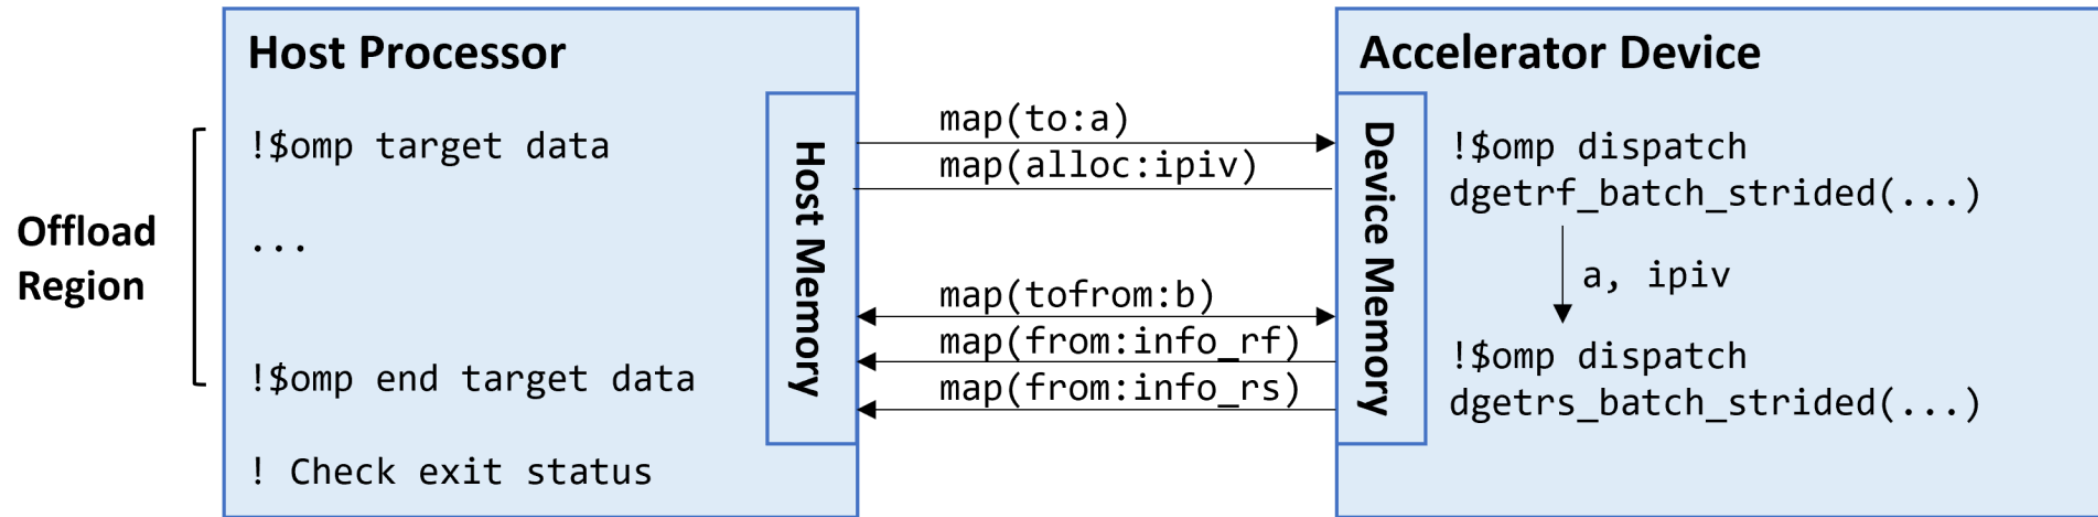 Offload
Region
Host Processor
!$omp target data
...
!$omp end target data
! Check exit status
Host Memory
map(to:a)
map(alloc:ipiv)
map(tofrom:b)
map(from:info_rf)
map(from:info_rs)
Accelerator Device
Device Memory
!$omp dispatch
dgetrf_batch_strided(...)
a, ipiv
!$omp dispatch
dgetrs_batch_strided(...)